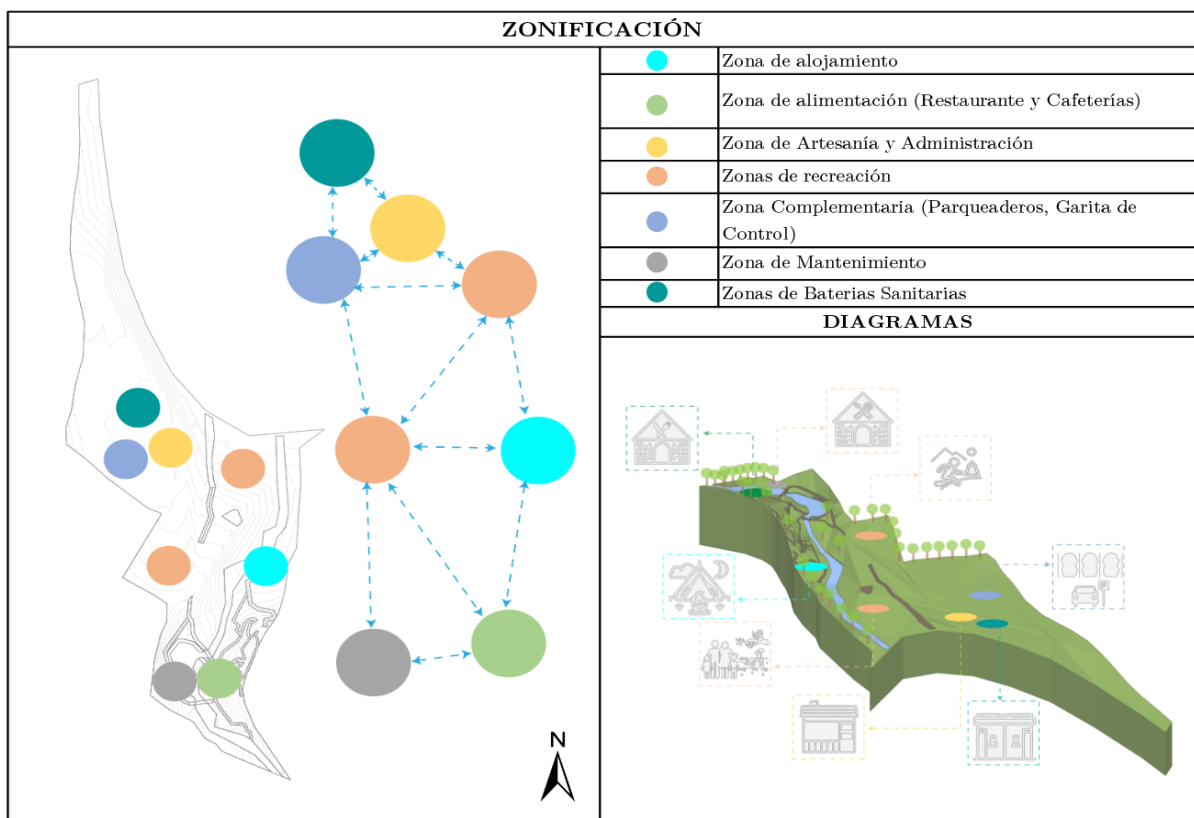 ZONIFICACIÓN
Zona de alojamiento
Zona de alimentación (Restaurante y Cafeterías)
Zona de Artesanía y Administración
Zonas de recreación
Zona Complementaria (Parqueaderos, Garita de
Control)
Zona de Mantenimiento
Zonas de Baterias Sanitarias
DIAGRAMAS
N